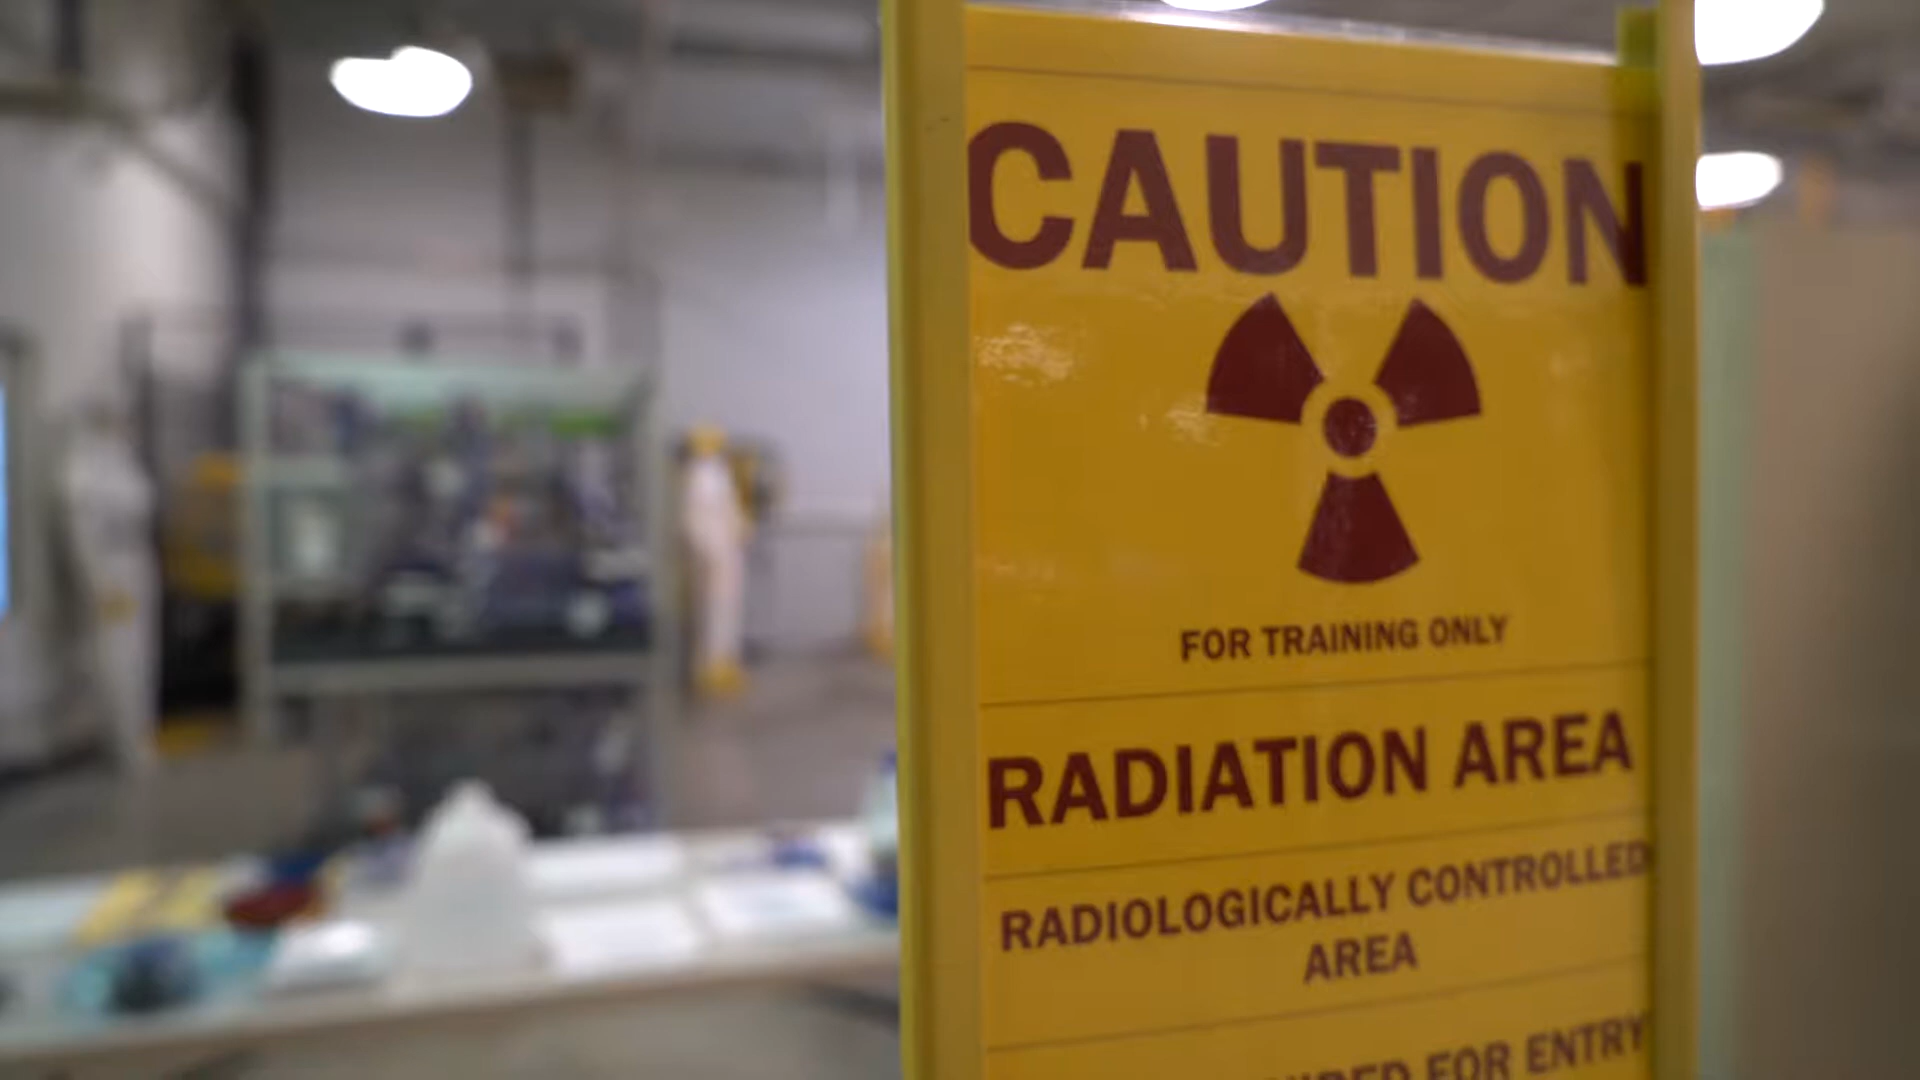 CAUTION
FOR TRAINING ONLY
RADIATION AREA
RADIOLOGICALLY CONTROLLED
AREA
FOR ENTRY